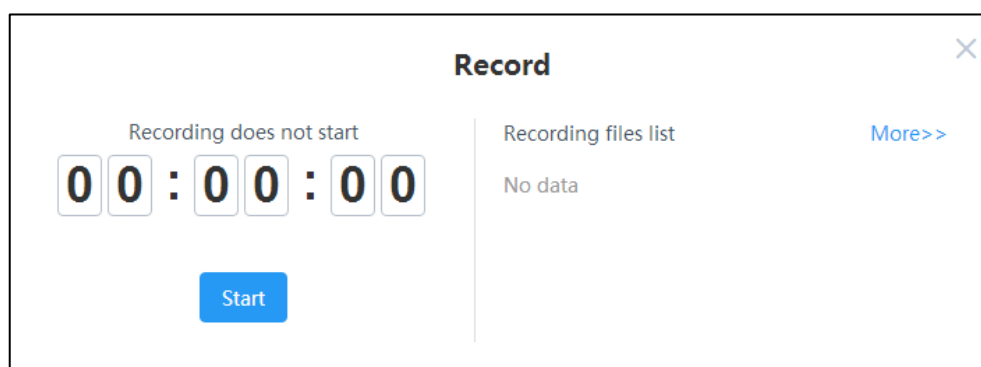 Record
Recording does not start
00:00:00
Start
Recording files list
More>>
No data